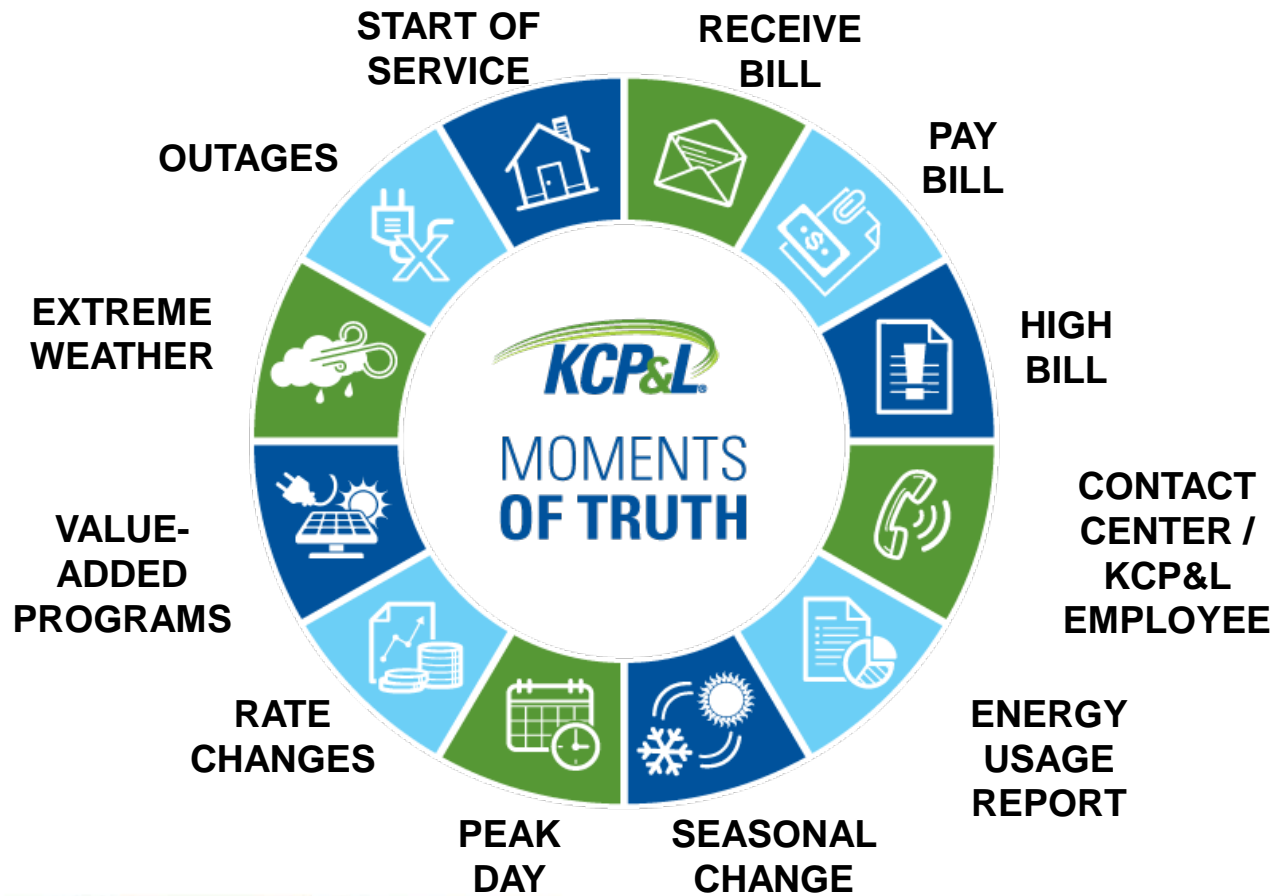 START OF
SERVICE
RECEIVE
BILL
PAY
BILL
HIGH
BILL
CONTACT
CENTER /
KCP&L
EMPLOYEE
ENERGY
USAGE
REPORT
SEASONAL
CHANGE
PEAK
DAY
RATE
CHANGES
VALUE-
ADDED
PROGRAMS
EXTREME
WEATHER
OUTAGES
$
KCP&L®
MOMENTS
OF TRUTH